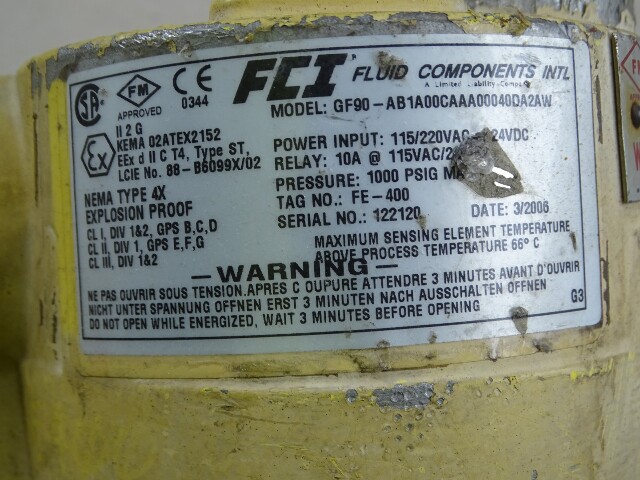 FCI FLUID COMPONENTS INTL
A Limited Liability Company
SA FM CE
APPROVED 0344
MODEL: GF90-AB1A00CAAA00040DA2AW
II 2 G
KEMA 02ATEX2152
Ex EEx d II C T4, Type ST,
LCIE No. 88-B6099X/02
NEMA TYPE 4X
EXPLOSION PROOF
CL I, DIV 1&2, GPS B,C,D
CL II, DIV 1, GPS E,F,G
CL III, DIV 1&2
POWER INPUT: 115/220VAC 24VDC
RELAY: 10A @ 115VAC/
PRESSURE: 1000 PSIG
TAG NO.: FE-400
SERIAL NO.: 122120 DATE: 3/2006
MAXIMUM SENSING ELEMENT TEMPERATURE
ABOVE PROCESS TEMPERATURE 66° C
-WARNING-
NE PAS OUVRIR SOUS TENSION.APRES C OUPURE ATTENDRE 3 MINUTES AVANT D'OUVRIR
NICHT UNTER SPANNUNG OFFNEN ERST 3 MINUTEN NACH AUSSCHALTEN OFFNEN
DO NOT OPEN WHILE ENERGIZED, WAIT 3 MINUTES BEFORE OPENING
G3